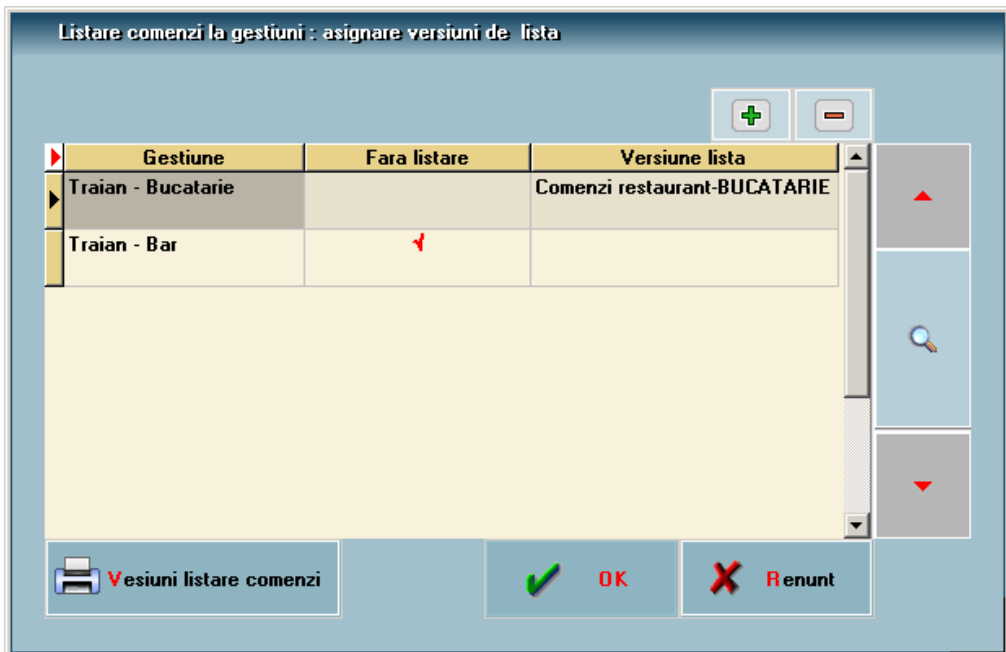 Listare comenzi la gestiuni : asignare versiuni de lista
Gestiune Fara listare Versiune lista
Traian - Bucatarie Comenzi restaurant-BUCATARIE
Traian - Bar
Vesiuni listare comenzi OK Renunt